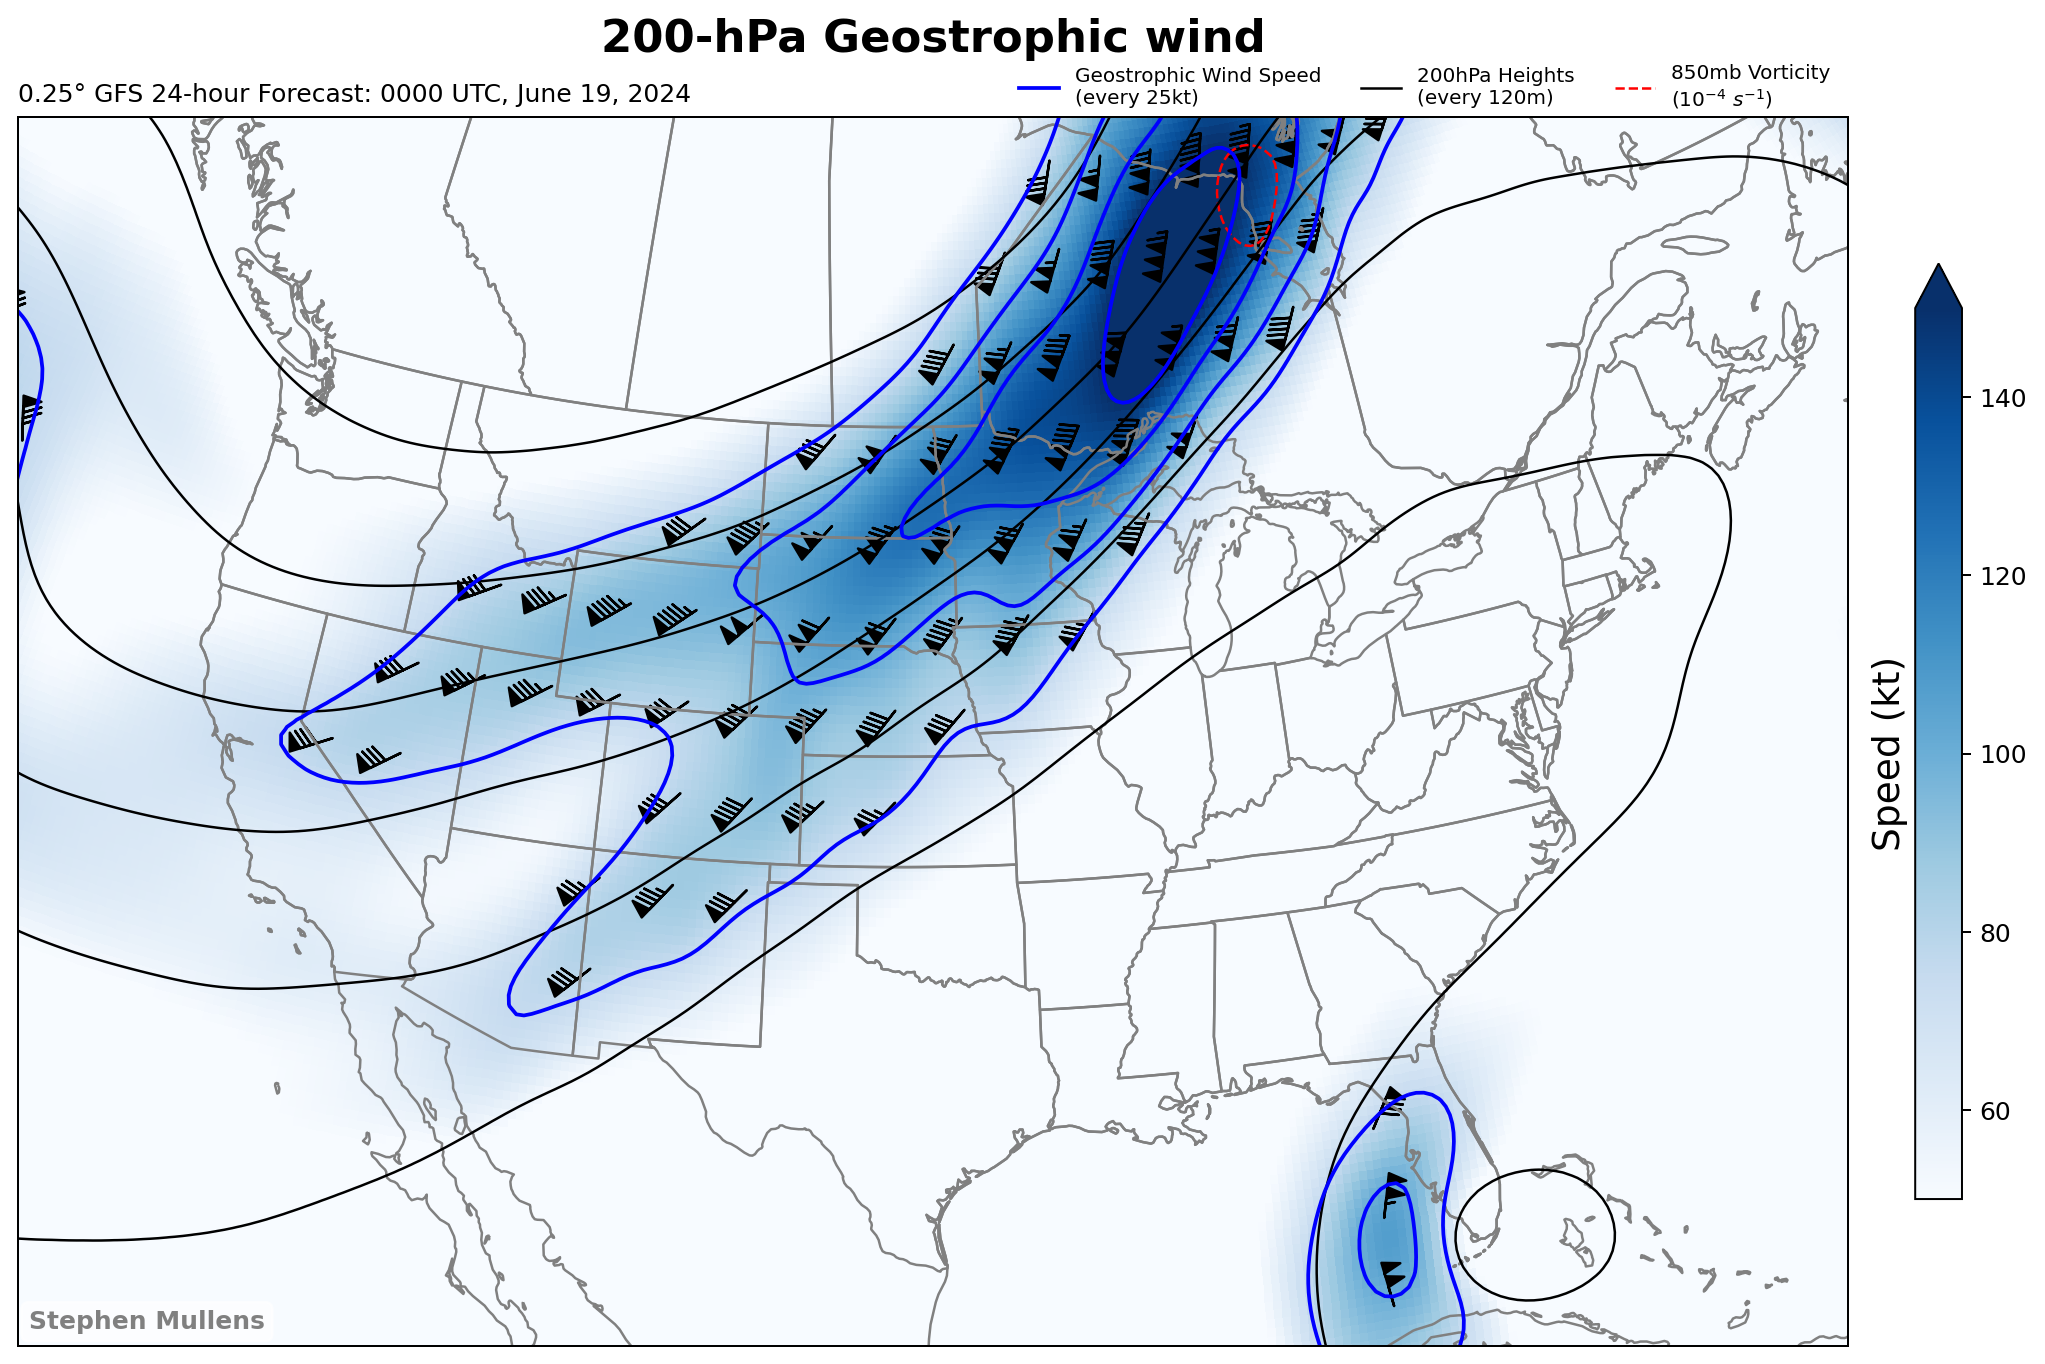 200-hPa Geostrophic wind
0.25° GFS 24-hour Forecast: 0000 UTC, June 19, 2024
Geostrophic Wind Speed
(every 25kt)
200hPa Heights
(every 120m)
850mb Vorticity
(10⁻⁴ s⁻¹)
140
120
100
80
60
Speed (kt)
Stephen Mullens